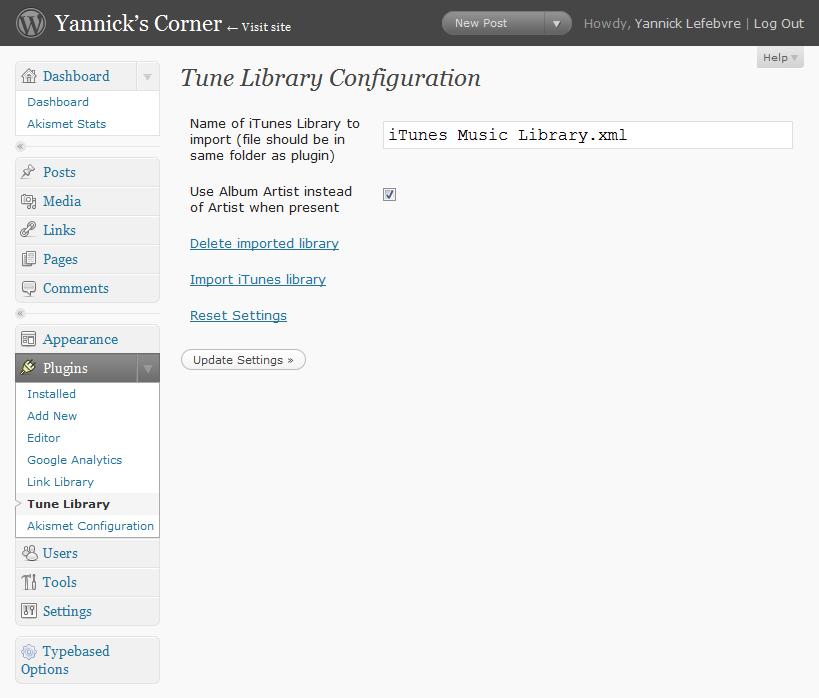 Yannick's Corner ← Visit site
New Post
Howdy, Yannick Lefebvre | Log Out
Help
Dashboard
Dashboard
Akismet Stats
Posts
Media
Links
Pages
Comments
Appearance
Plugins
Installed
Add New
Editor
Google Analytics
Link Library
Tune Library
Akismet Configuration
Users
Tools
Settings
Typebased
Options
Tune Library Configuration
Name of iTunes Library to
import (file should be in
same folder as plugin)
iTunes Music Library.xml
Use Album Artist instead
of Artist when present
Delete imported library
Import iTunes library
Reset Settings
Update Settings »